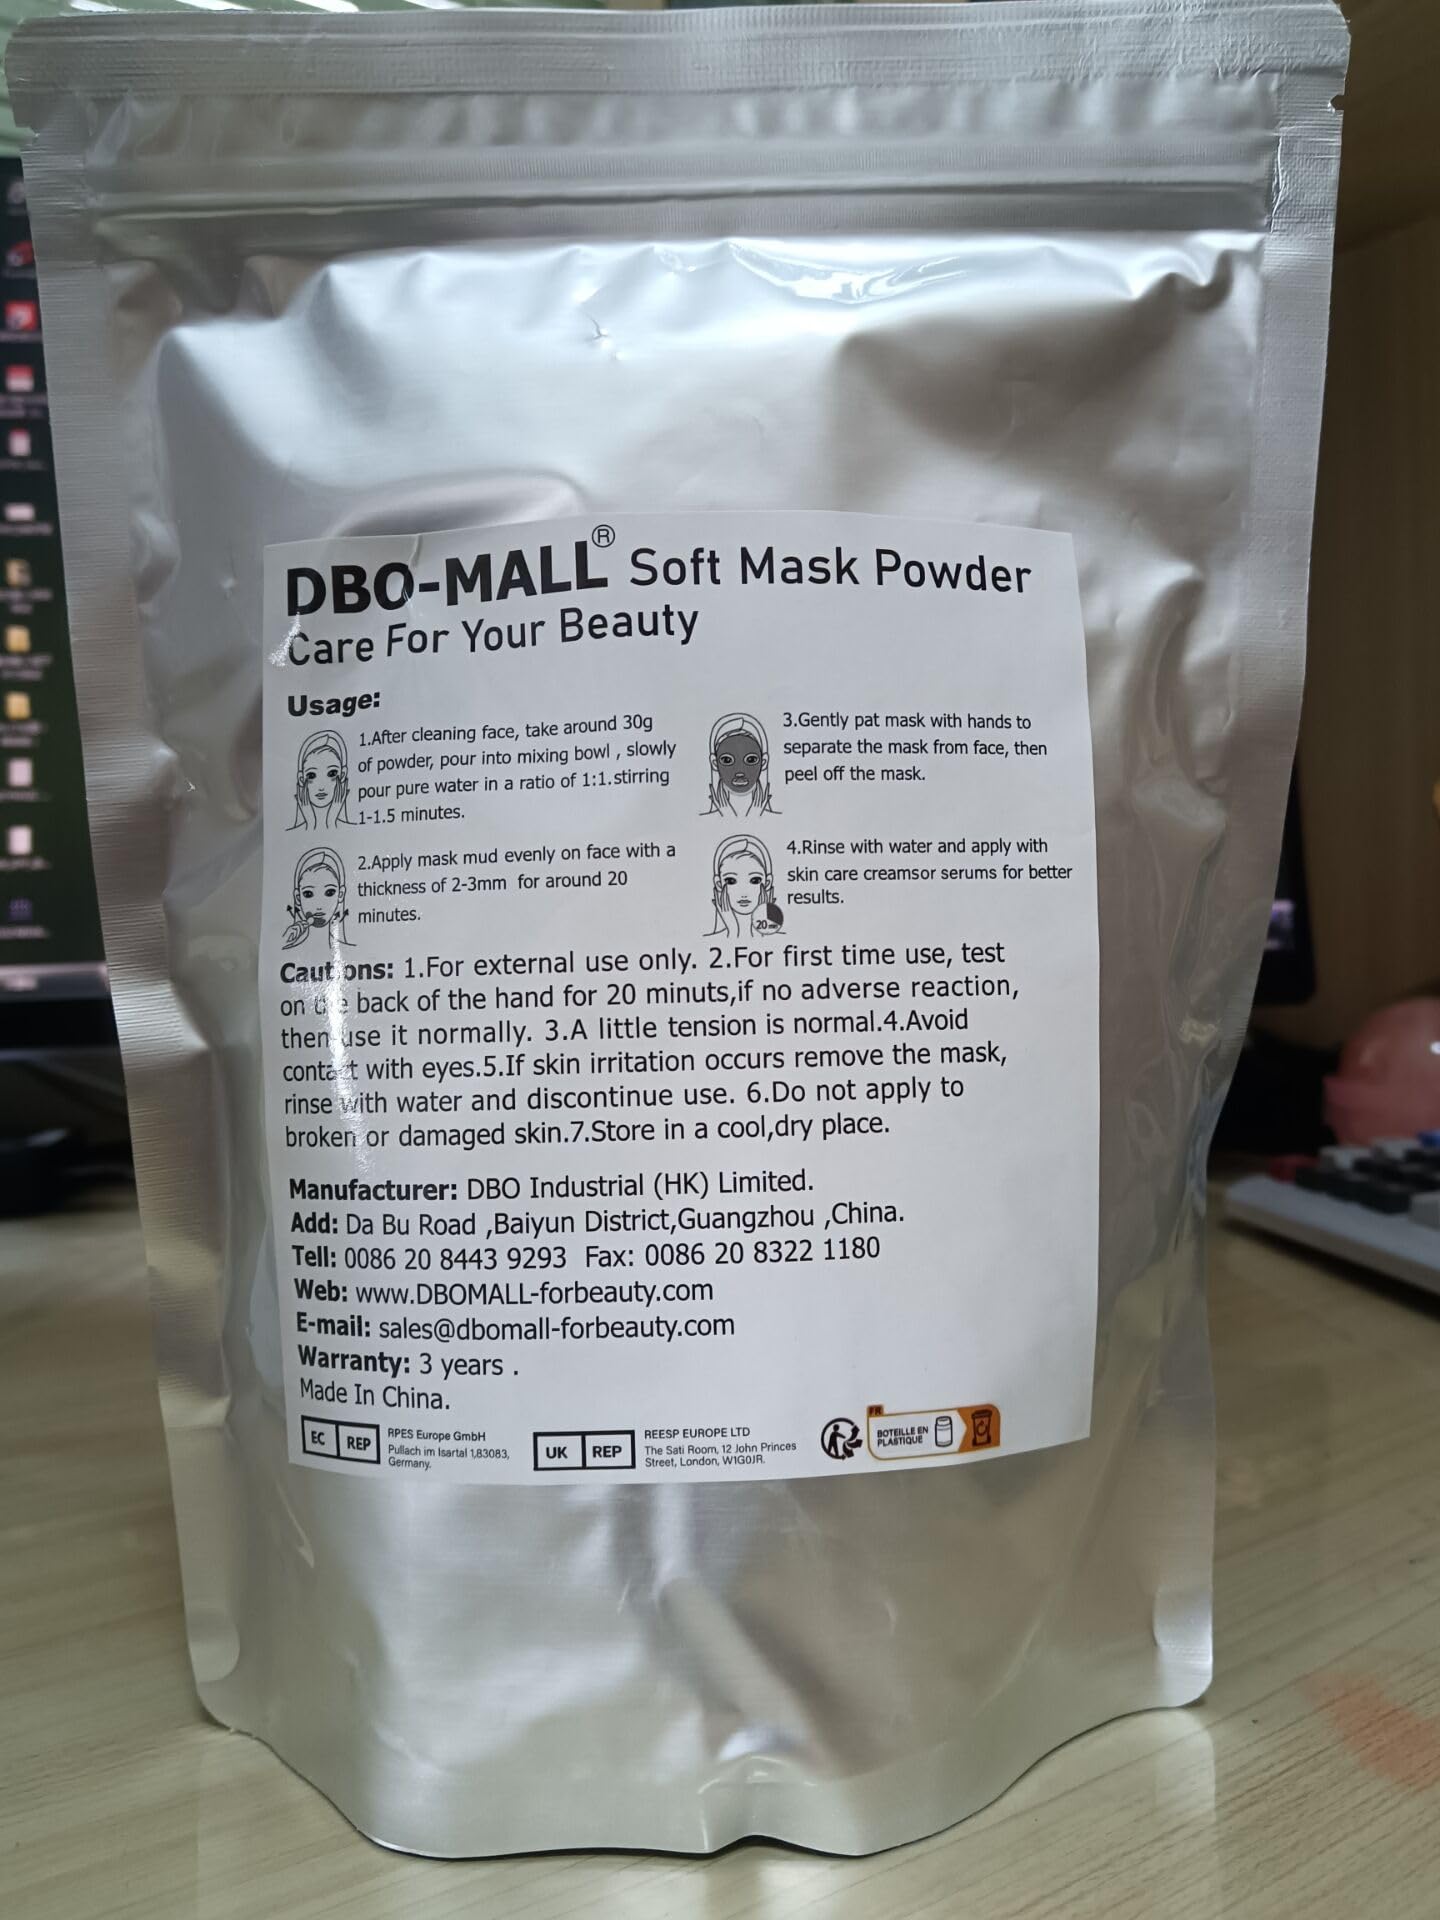 DBO-MALL® Soft Mask Powder
Care For Your Beauty
Usage:
1.After cleaning face, take around 30g
of powder, pour into mixing bowl , slowly
pour pure water in a ratio of 1:1.stirring
1-1.5 minutes.
2.Apply mask mud evenly on face with a
thickness of 2-3mm for around 20
minutes.
3.Gently pat mask with hands to
separate the mask from face, then
peel off the mask.
4.Rinse with water and apply with
skin care creamsor serums for better
results.
20
Cautions: 1.For external use only. 2.For first time use, test
on the back of the hand for 20 minuts,if no adverse reaction,
then use it normally. 3.A little tension is normal.4.Avoid
contact with eyes.5.If skin irritation occurs remove the mask,
rinse with water and discontinue use. 6.Do not apply to
broken or damaged skin.7.Store in a cool,dry place.
Manufacturer: DBO Industrial (HK) Limited.
Add: Da Bu Road ,Baiyun District,Guangzhou ,China.
Tell: 0086 20 8443 9293 Fax: 0086 20 8322 1180
Web: www.DBOMALL-forbeauty.com
E-mail: sales@dbomall-forbeauty.com
Warranty: 3 years .
Made In China.
EC REP
RPES Europe GmbH
Pullach im Isartal 1,83083,
Germany.
UK REP
REESP EUROPE LTD
The Sati Room, 12 John Princes
Street, London, W1G0JR.
FR
BOTEILLE EN
PLASTIQUE